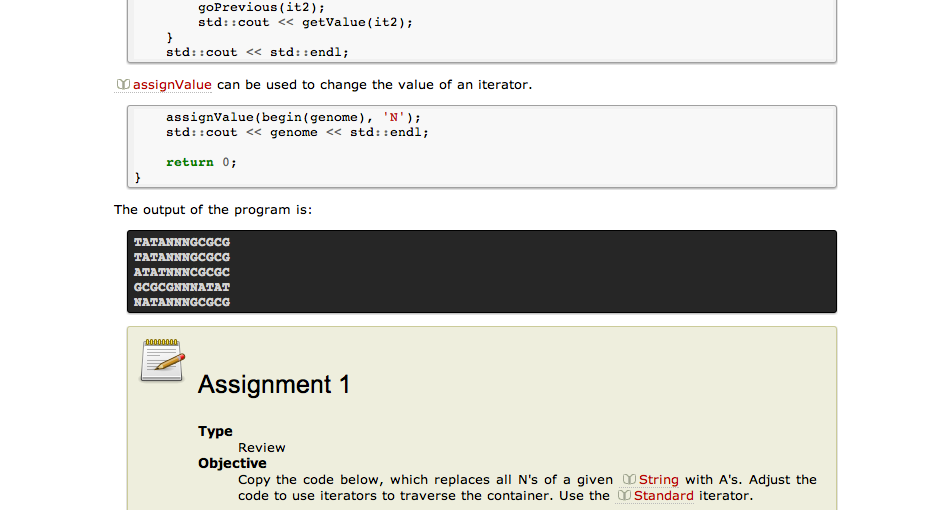 goPrevious(it2);
std::cout << getValue(it2);
}
std::cout << std::endl;
assignValue can be used to change the value of an iterator.
assignValue(begin(genome), 'N');
std::cout << genome << std::endl;
return 0;
}
The output of the program is:
TATANNNGCGCG
TATANNNGCGCG
ATATNNNCGCGC
GCGCGNNNATAT
NATANNNGCGCG
Assignment 1
Type
Review
Objective
Copy the code below, which replaces all N's of a given String with A's. Adjust the
code to use iterators to traverse the container. Use the Standard iterator.